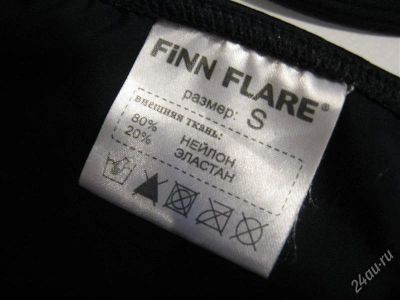 FiNN FLARE®
размер: S
внешняя ткань:
80% НЕЙЛОН
20% ЭЛАСТАН
24au.ru